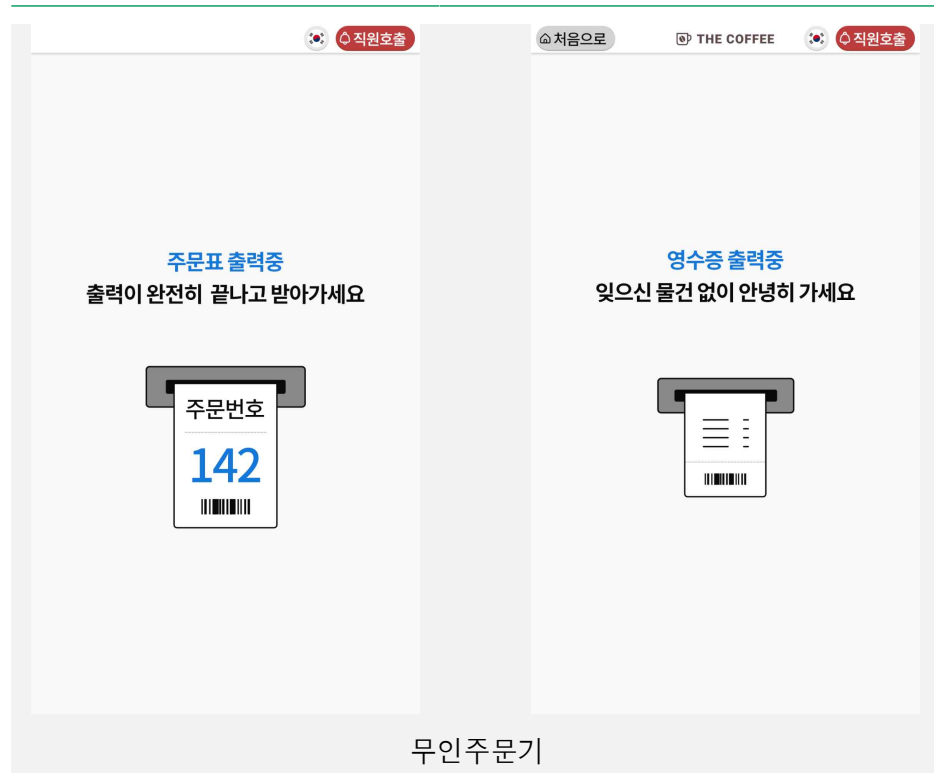 직원호출
주문표 출력중
출력이 완전히 끝나고 받아가세요
주문번호
142
처음으로 THE COFFEE 직원호출
영수증 출력중
잊으신 물건 없이 안녕히 가세요
무인주문기